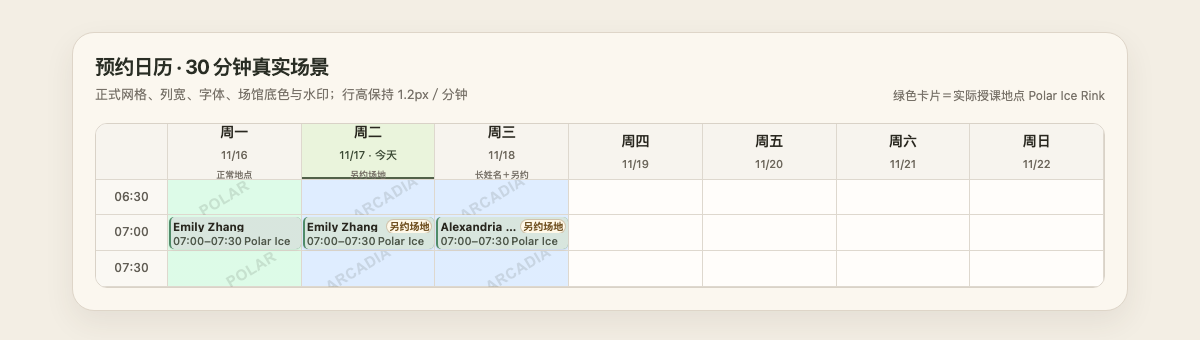 预约日历 · 30 分钟真实场景
正式网格、列宽、字体、场馆底色与水印；行高保持 1.2px / 分钟
绿色卡片＝实际授课地点 Polar Ice Rink
周一 周二 周三 周四 周五 周六 周日
11/16 11/17 · 今天 11/18 11/19 11/20 11/21 11/22
正常地点 另约场地 长姓名＋另约
06:30 POLAR ARCADIA ARCADIA
07:00 Emily Zhang Emily Zhang 另约场地 Alexandria ... 另约场地
07:00–07:30 Polar Ice 07:00–07:30 Polar Ice 07:00–07:30 Polar Ice
07:30 POLAR ARCADIA ARCADIA